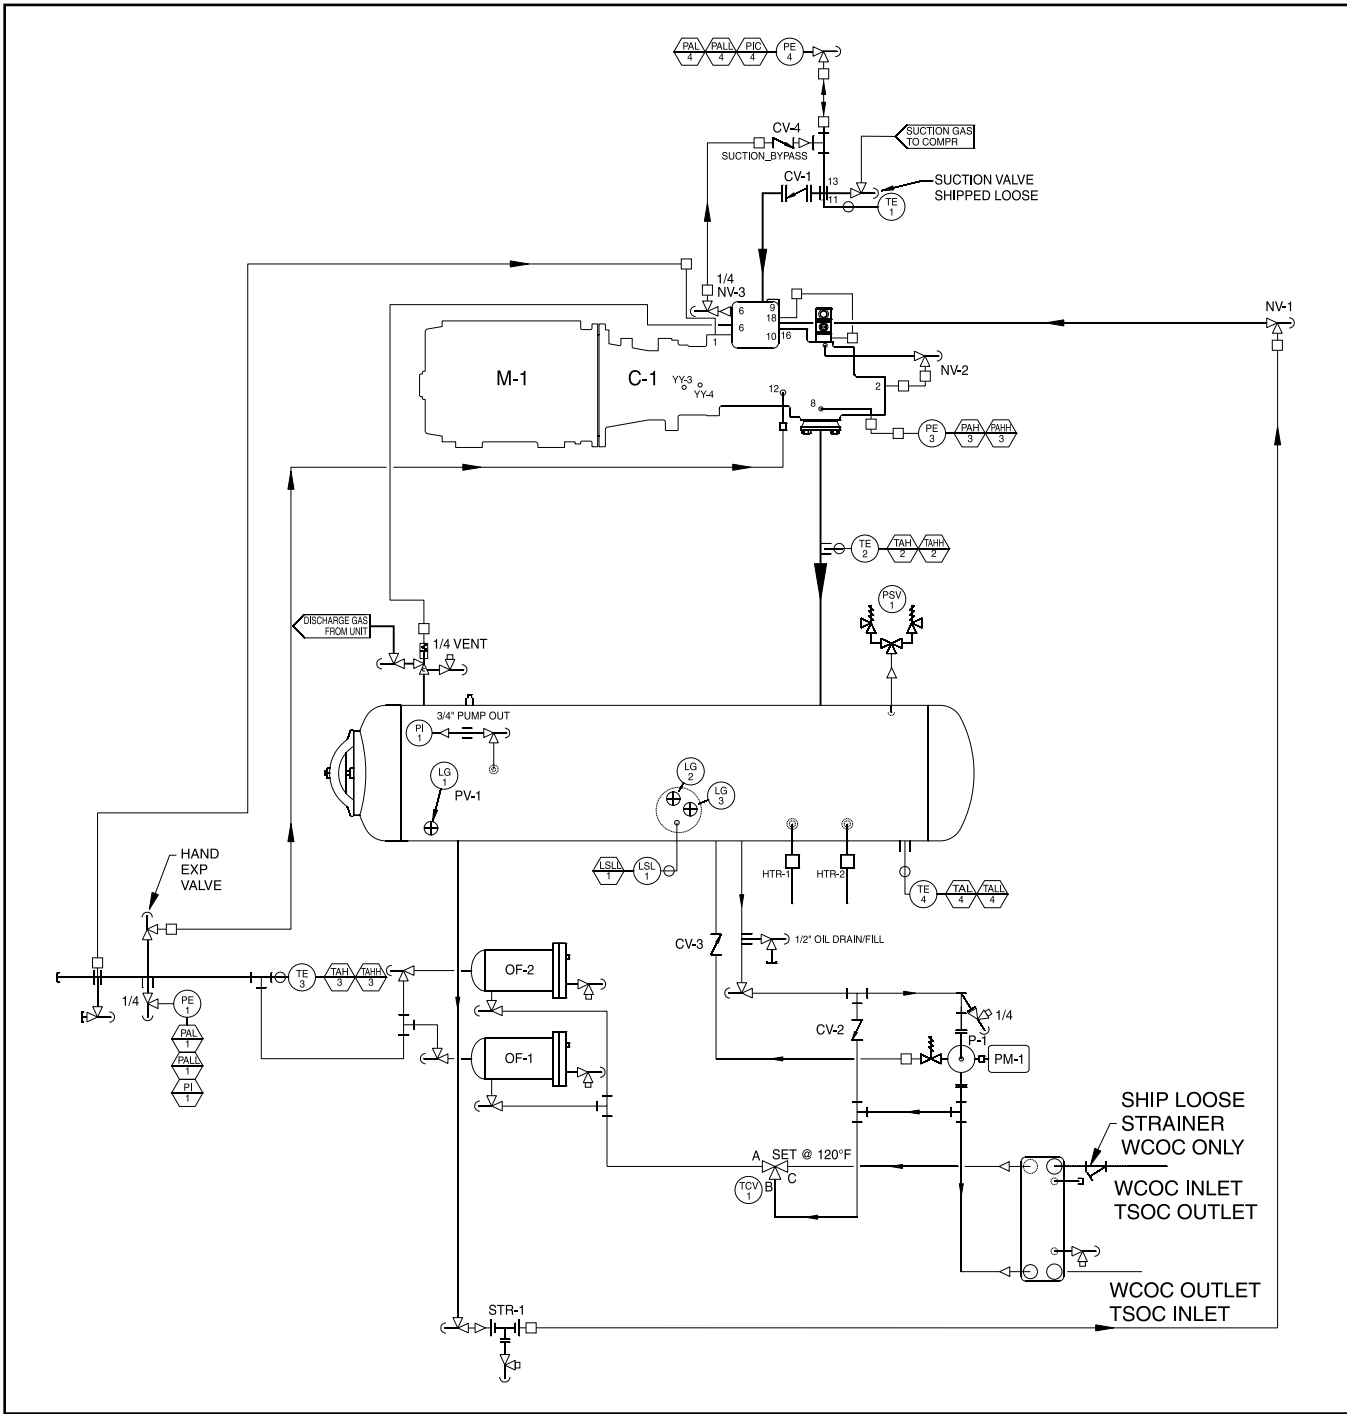 PAL 4
PALL 4
PIC 4
PE 4
CV-4
SUCTION_BYPASS
SUCTION GAS
TO COMPR
CV-1
13
11
SUCTION VALVE
SHIPPED LOOSE
TE 1
1/4
NV-3
9
6
18
6
10
16
1
NV-1
NV-2
M-1
C-1
YY-3
YY-4
12
8
2
PE 3
PAH 3
PAHH 3
TE 2
TAH 2
TAHH 2
PSV 1
DISCHARGE GAS
FROM UNIT
1/4 VENT
3/4" PUMP OUT
PI 1
LG 1
PV-1
LG 2
LG 3
HTR-1
HTR-2
LSLL 1
LSL 1
TE 4
TAL 4
TALL 4
HAND
EXP
VALVE
CV-3
1/2" OIL DRAIN/FILL
OF-2
TE 3
TAH 3
TAHH 3
1/4
PE 1
PAL 1
PALL 1
PI 1
OF-1
CV-2
1/4
P-1
PM-1
SHIP LOOSE
STRAINER
WCOC ONLY
A
SET @ 120°F
B
C
TCV 1
WCOC INLET
TSOC OUTLET
WCOC OUTLET
TSOC INLET
STR-1